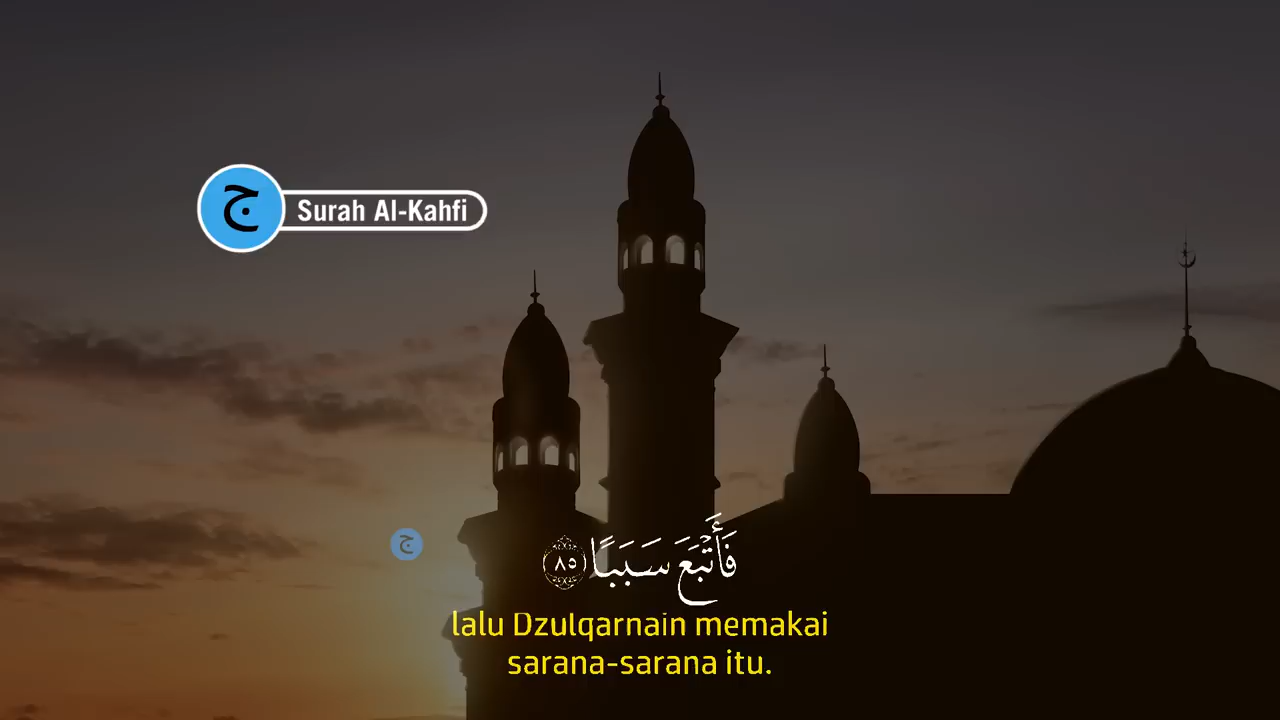 ج
Surah Al-Kahfi
ج
فَأَتْبَعَ سَبَبًا ٨٥
lalu Dzulqarnain memakai
sarana-sarana itu.